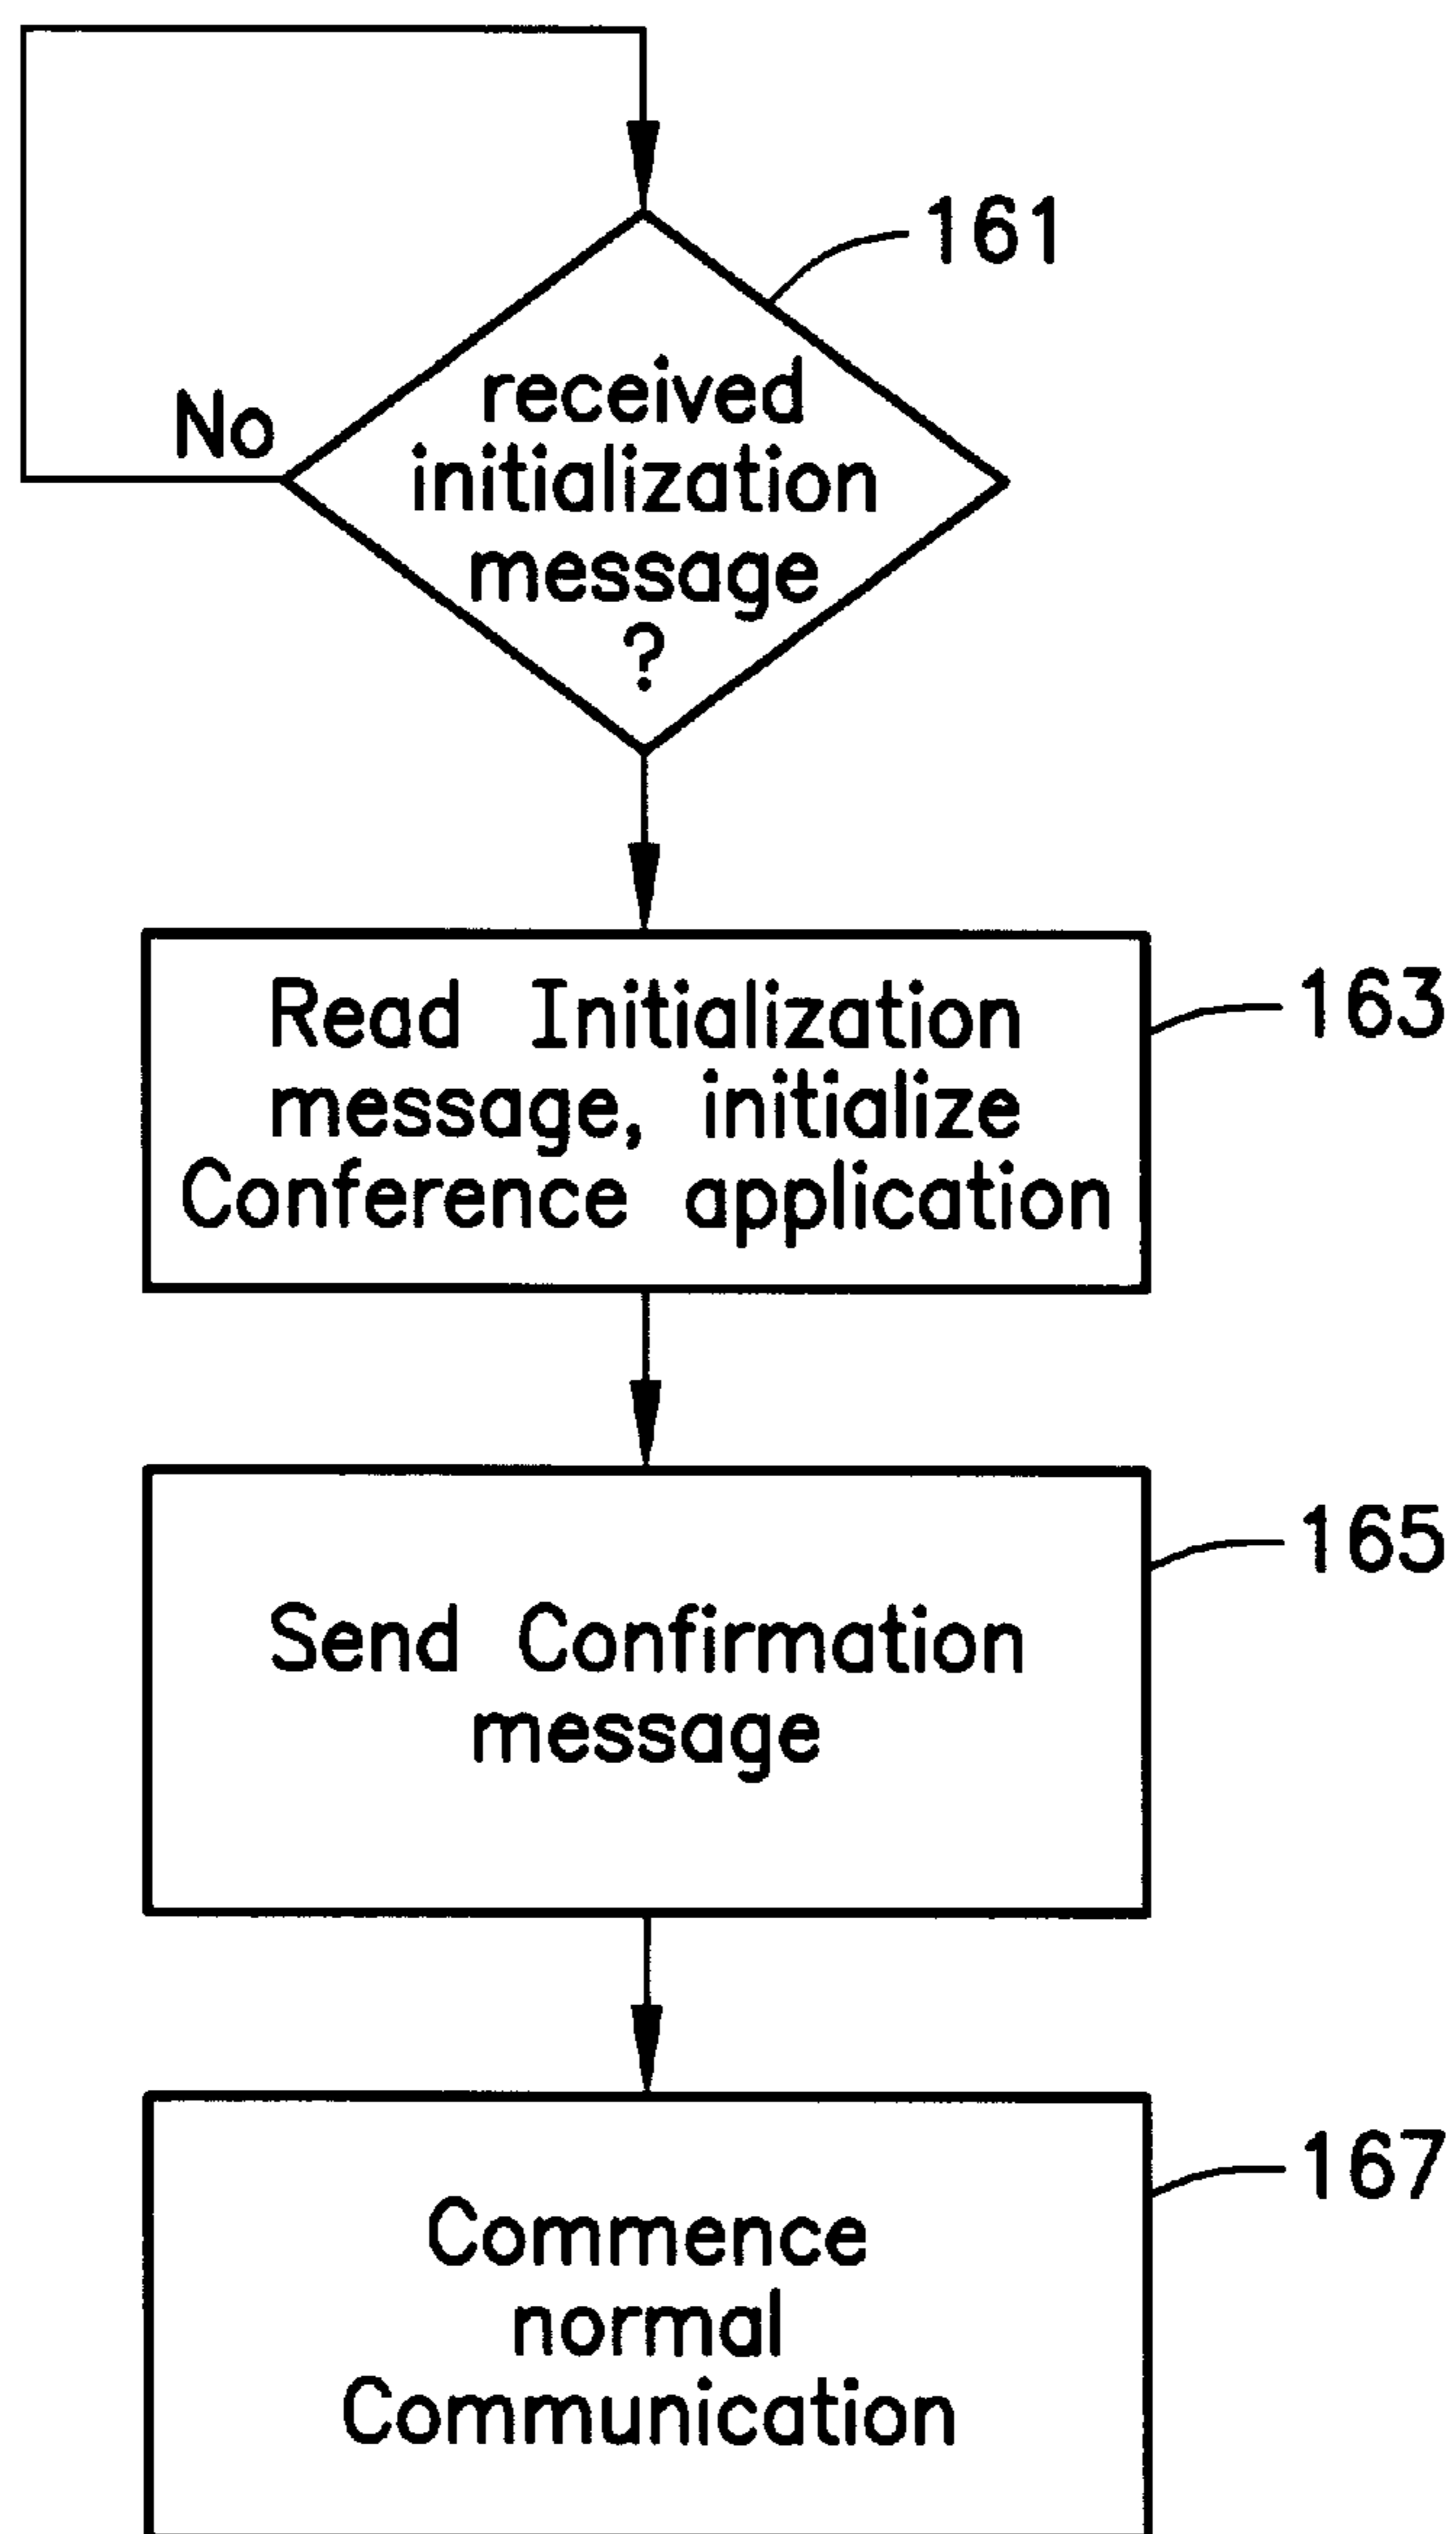 161
received
No
initialization
message
?
Read Initialization
message, initialize
Conference application
163
Send Confirmation
message
165
Commence
normal
Communication
167